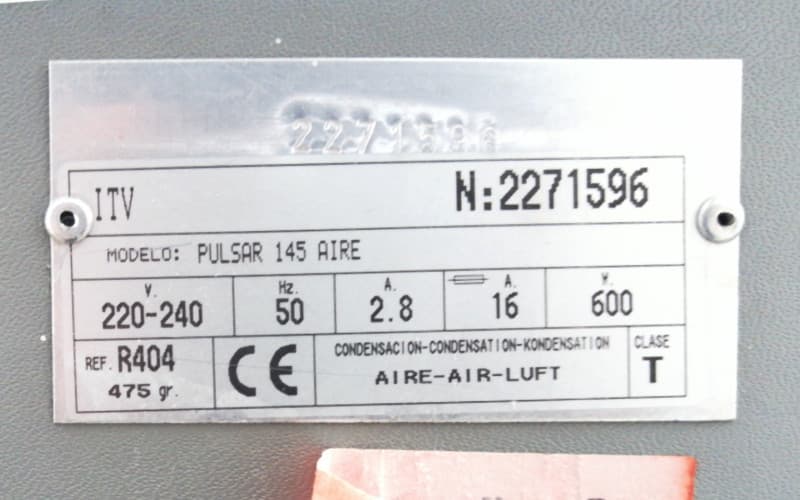 2271596
ITV N:2271596
MODELO: PULSAR 145 AIRE
V. Hz. A. A. W.
220-240 50 2.8 16 600
REF. R404 CE CONDENSACION-CONDENSATION-KONDENSATION CLASE
475 gr. AIRE-AIR-LUFT T